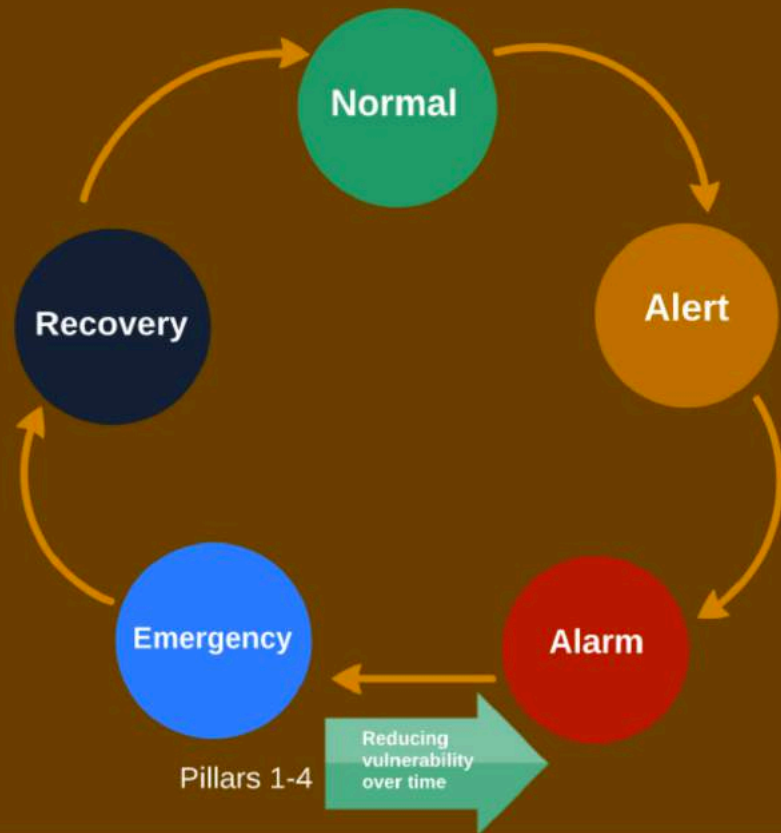 Normal
Alert
Recovery
Emergency
Alarm
Pillars 1-4
Reducing
vulnerability
over time